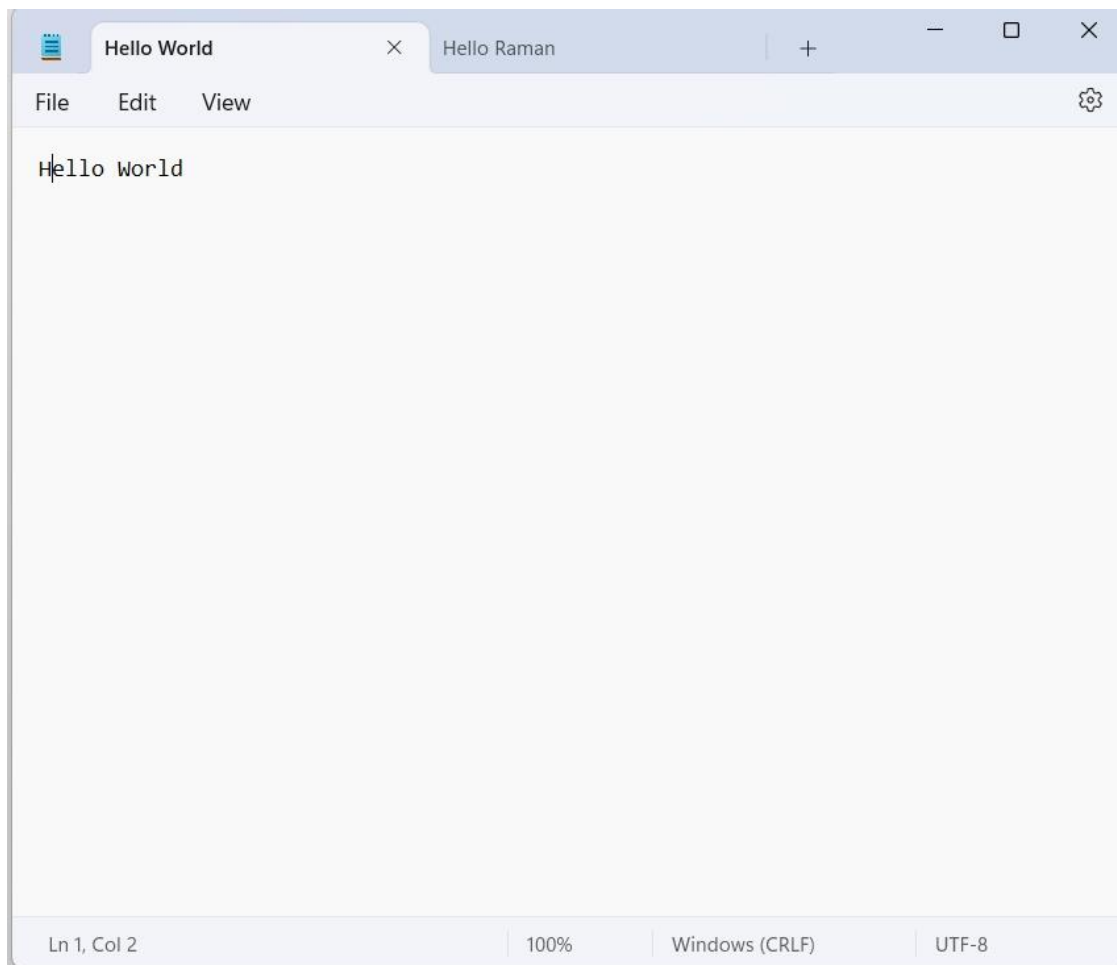 Hello World Hello Raman
File Edit View
Hello World
Ln 1, Col 2 100% Windows (CRLF) UTF-8